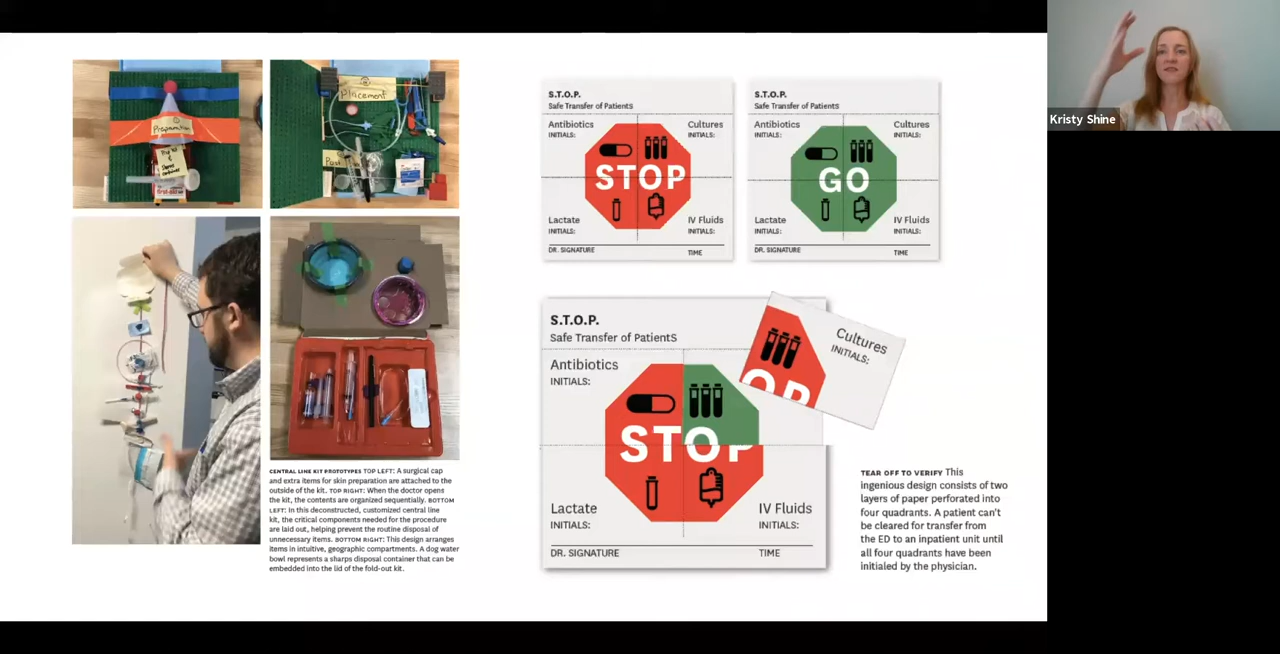 Preparation
Placement
Post
S.T.O.P.
Safe Transfer of Patients
Antibiotics
INITIALS:
Cultures
INITIALS:
STOP
Lactate
INITIALS:
IV Fluids
INITIALS:
DR. SIGNATURE
TIME
S.T.O.P.
Safe Transfer of Patients
Antibiotics
INITIALS:
Cultures
INITIALS:
GO
Lactate
INITIALS:
IV Fluids
INITIALS:
DR. SIGNATURE
TIME
Kristy Shine
S.T.O.P.
Safe Transfer of Patients
Antibiotics
INITIALS:
Cultures
INITIALS:
OP
STOP
Lactate
INITIALS:
IV Fluids
INITIALS:
DR. SIGNATURE
TIME
CENTRAL LINE KIT PROTOTYPES TOP LEFT: A surgical cap
and extra items for skin preparation are attached to the
outside of the kit. TOP RIGHT: When the doctor opens
the kit, the contents are organized sequentially. BOTTOM
LEFT: In this deconstructed, customized central line
kit, the critical components needed for the procedure
are laid out, helping prevent the routine disposal of
unnecessary items. BOTTOM RIGHT: This design arranges
items in intuitive, geographic compartments. A dog water
bowl represents a sharps disposal container that can be
embedded into the lid of the fold-out kit.
TEAR OFF TO VERIFY This
ingenious design consists of two
layers of paper perforated into
four quadrants. A patient can't
be cleared for transfer from
the ED to an inpatient unit until
all four quadrants have been
initialed by the physician.